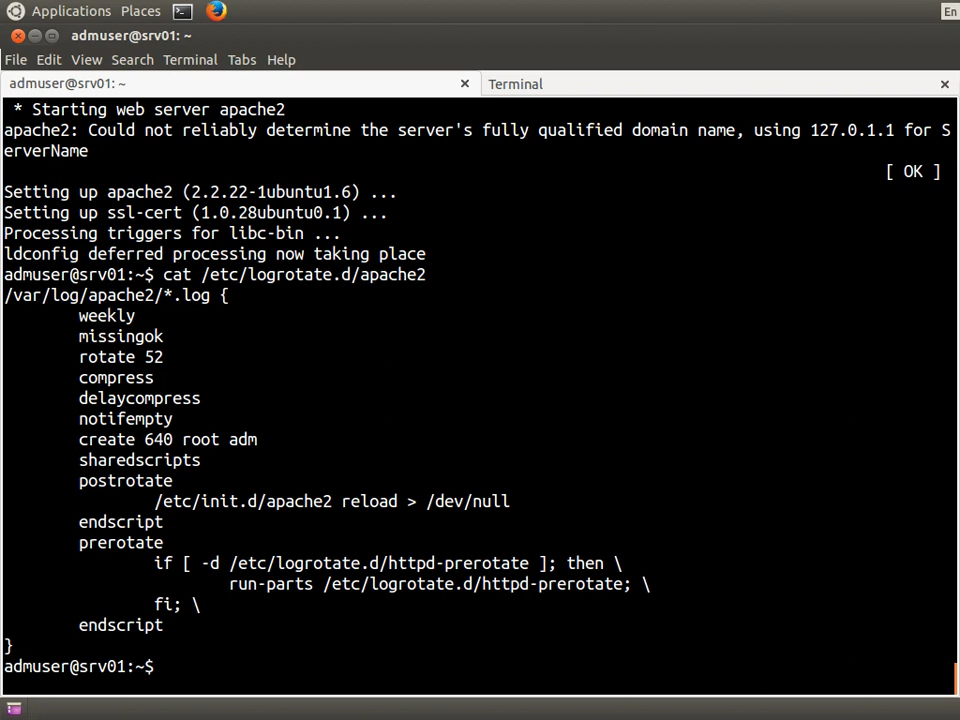 Applications Places En
admuser@srv01: ~
File Edit View Search Terminal Tabs Help
admuser@srv01: ~ × Terminal ×
 * Starting web server apache2
apache2: Could not reliably determine the server's fully qualified domain name, using 127.0.1.1 for S
erverName
[ OK ]
Setting up apache2 (2.2.22-1ubuntu1.6) ...
Setting up ssl-cert (1.0.28ubuntu0.1) ...
Processing triggers for libc-bin ...
ldconfig deferred processing now taking place
admuser@srv01:~$ cat /etc/logrotate.d/apache2
/var/log/apache2/*.log {
        weekly
        missingok
        rotate 52
        compress
        delaycompress
        notifempty
        create 640 root adm
        sharedscripts
        postrotate
                /etc/init.d/apache2 reload > /dev/null
        endscript
        prerotate
                if [ -d /etc/logrotate.d/httpd-prerotate ]; then \
                        run-parts /etc/logrotate.d/httpd-prerotate; \
                fi; \
        endscript
}
admuser@srv01:~$